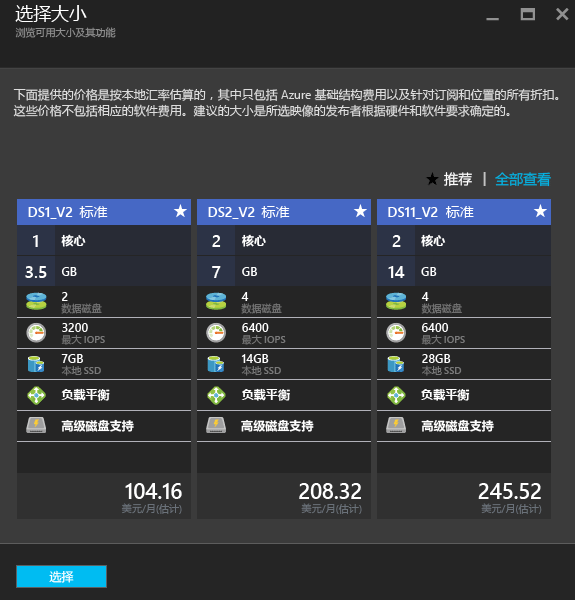 选择大小
浏览可用大小及其功能
下面提供的价格是按本地汇率估算的，其中只包括 Azure 基础结构费用以及针对订阅和位置的所有折扣。
这些价格不包括相应的软件费用。建议的大小是所选映像的发布者根据硬件和软件要求确定的。
★ 推荐 | 全部查看
DS1_V2 标准 ★
1 核心
3.5 GB
2
数据磁盘
3200
最大 IOPS
7GB
本地 SSD
负载平衡
高级磁盘支持
104.16
美元/月(估计)
DS2_V2 标准 ★
2 核心
7 GB
4
数据磁盘
6400
最大 IOPS
14GB
本地 SSD
负载平衡
高级磁盘支持
208.32
美元/月(估计)
DS11_V2 标准 ★
2 核心
14 GB
4
数据磁盘
6400
最大 IOPS
28GB
本地 SSD
负载平衡
高级磁盘支持
245.52
美元/月(估计)
选择